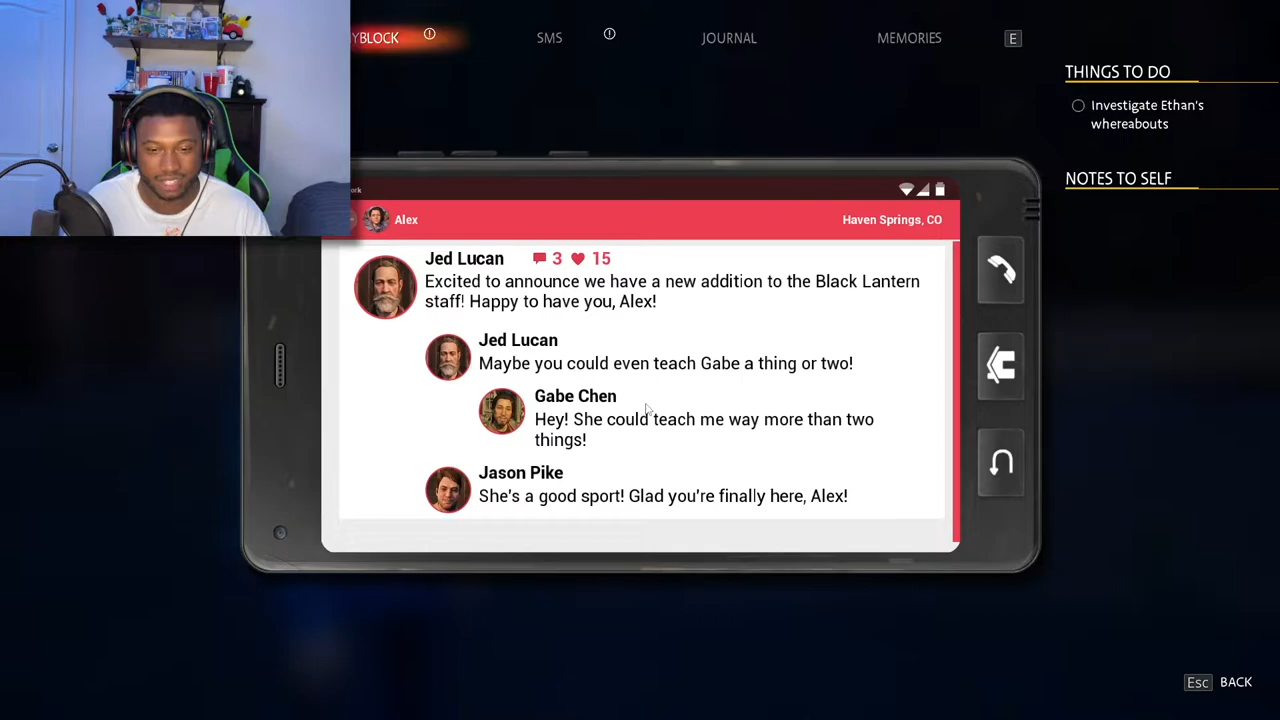 YBLOCK
SMS
JOURNAL
MEMORIES
E
THINGS TO DO
Investigate Ethan's
whereabouts
NOTES TO SELF
ork
Alex
Haven Springs, CO
Jed Lucan 3 15
Excited to announce we have a new addition to the Black Lantern
staff! Happy to have you, Alex!
Jed Lucan
Maybe you could even teach Gabe a thing or two!
Gabe Chen
Hey! She could teach me way more than two
things!
Jason Pike
She's a good sport! Glad you're finally here, Alex!
Esc BACK